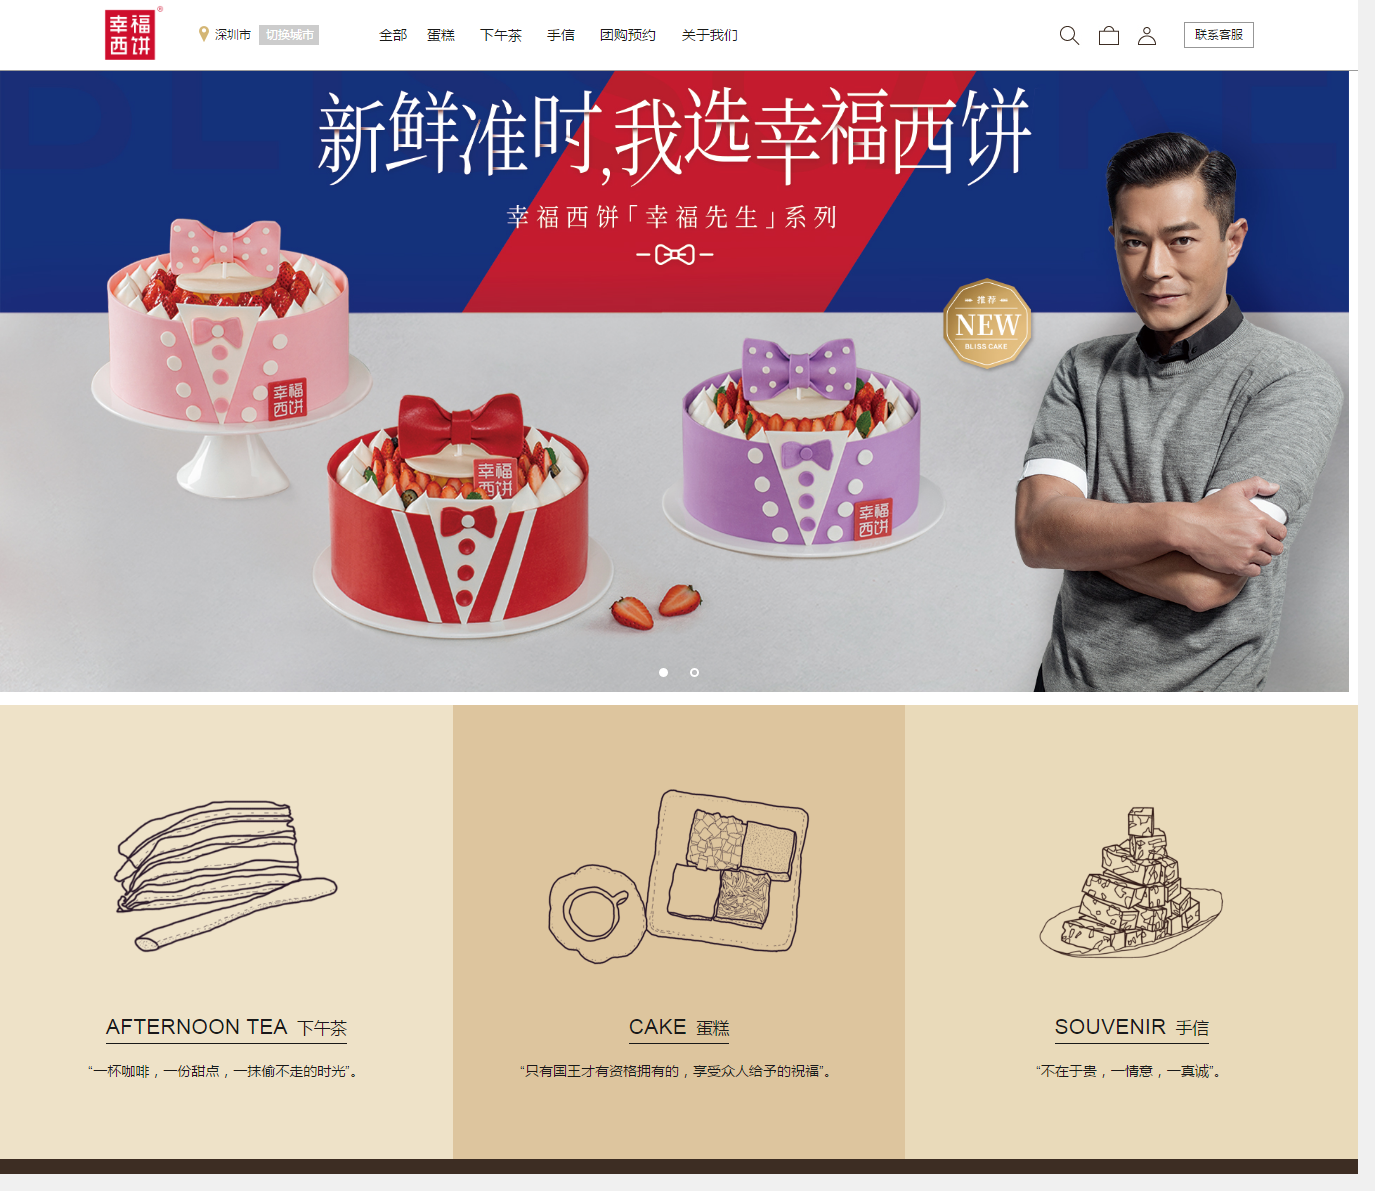 幸福
西饼
®
深圳市 切换城市 全部 蛋糕 下午茶 手信 团购预约 关于我们 联系客服
新鲜准时,我选幸福西饼
幸福西饼「幸福先生」系列
推荐
NEW
BLISS CAKE
幸福
西饼
幸福
西饼
幸福
西饼
AFTERNOON TEA 下午茶
“一杯咖啡，一份甜点，一抹偷不走的时光”。
CAKE 蛋糕
“只有国王才有资格拥有的，享受众人给予的祝福”。
SOUVENIR 手信
“不在于贵，一情意，一真诚”。